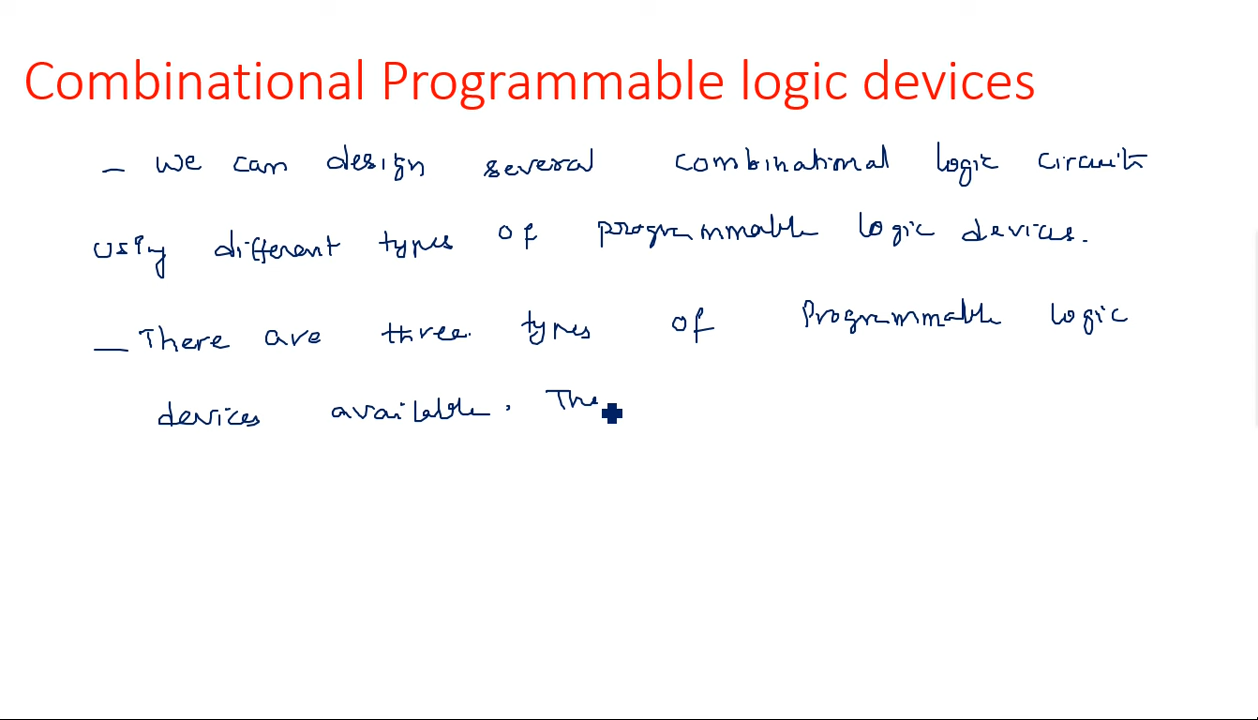 Combinational Programmable logic devices
- We can design several combinational logic circuits
using different types of programmable logic devices.
- There are three types of Programmable logic
devices available. The